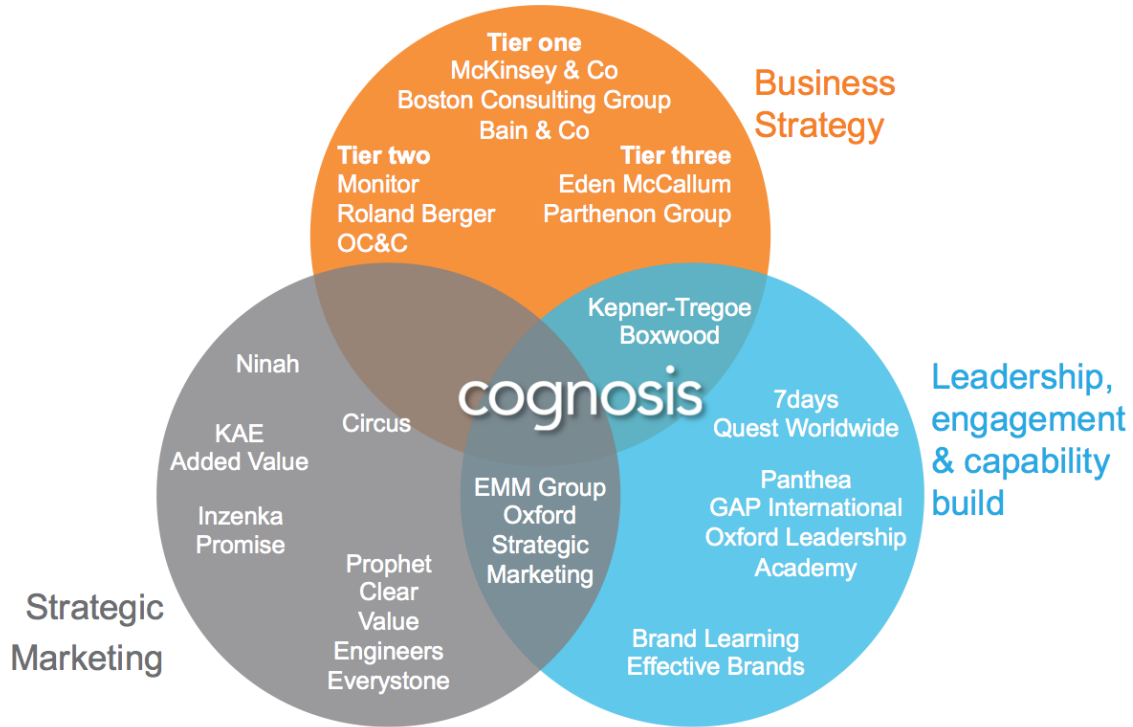 Tier one
McKinsey & Co
Boston Consulting Group
Bain & Co
Tier two
Monitor
Roland Berger
OC&C
Tier three
Eden McCallum
Parthenon Group
Business
Strategy
Kepner-Tregoe
Boxwood
Ninah
Circus
KAE
Added Value
Inzenka
Promise
Prophet
Clear
Value
Engineers
Everystone
cognosis
EMM Group
Oxford
Strategic
Marketing
7days
Quest Worldwide
Panthea
GAP International
Oxford Leadership
Academy
Brand Learning
Effective Brands
Leadership,
engagement
& capability
build
Strategic
Marketing